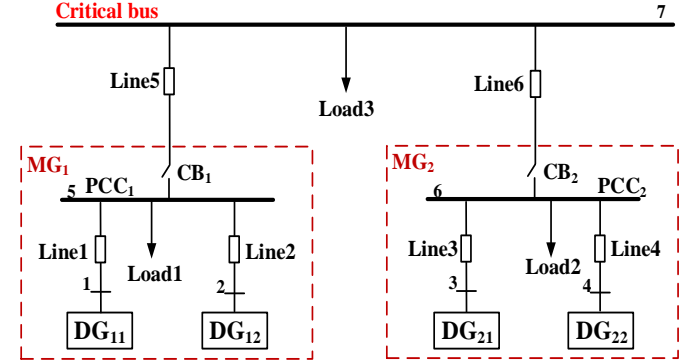 Critical bus 7
Line5
Load3
Line6
MG₁
CB₁
5 PCC₁
Line1
Load1
Line2
1
2
DG₁₁
DG₁₂
MG₂
CB₂
6 PCC₂
Line3
Load2
Line4
3
4
DG₂₁
DG₂₂